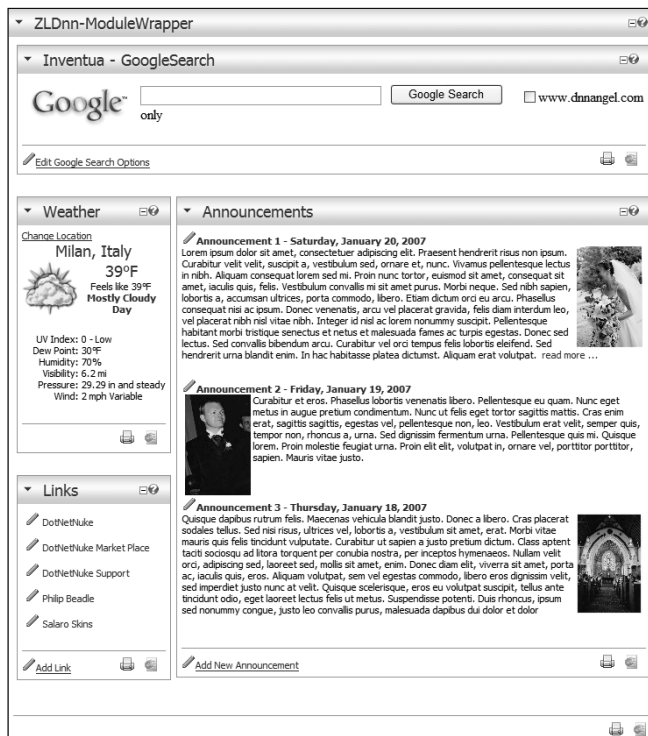 ZLDnn-ModuleWrapper
Inventua - GoogleSearch
Google™
Google Search
www.dnnangel.com
only
Edit Google Search Options
Weather
Change Location
Milan, Italy
39ºF
Feels like 39ºF
Mostly Cloudy
Day
UV Index: 0 - Low
Dew Point: 30ºF
Humidity: 70%
Visibility: 6.2 mi
Pressure: 29.29 in and steady
Wind: 2 mph Variable
Links
DotNetNuke
DotNetNuke Market Place
DotNetNuke Support
Philip Beadle
Salaro Skins
Add Link
Announcements
Announcement 1 - Saturday, January 20, 2007
Lorem ipsum dolor sit amet, consectetuer adipiscing elit. Praesent hendrerit risus non ipsum.
Curabitur velit velit, suscipit a, vestibulum sed, ornare et, nunc. Vivamus pellentesque lectus
in nibh. Aliquam consequat lorem sed mi. Proin nunc tortor, euismod sit amet, consequat sit
amet, iaculis quis, felis. Vestibulum convallis mi sit amet purus. Morbi neque. Sed nibh sapien,
lobortis a, accumsan ultrices, porta commodo, libero. Etiam dictum orci eu arcu. Phasellus
consequat nisi ac ipsum. Donec venenatis, arcu vel placerat gravida, felis diam interdum leo,
vel placerat nibh nisl vitae nibh. Integer id nisl ac lorem nonummy suscipit. Pellentesque
habitant morbi tristique senectus et netus et malesuada fames ac turpis egestas. Donec sed
lectus. Sed convallis bibendum arcu. Curabitur vel orci tempus felis lobortis eleifend. Sed
hendrerit urna blandit enim. In hac habitasse platea dictumst. Aliquam erat volutpat. read more ...
Announcement 2 - Friday, January 19, 2007
Curabitur et eros. Phasellus lobortis venenatis libero. Pellentesque eu quam. Nunc eget
metus in augue pretium condimentum. Nunc ut felis eget tortor sagittis mattis. Cras enim
erat, sagittis sagittis, egestas vel, pellentesque non, leo. Vestibulum erat velit, semper quis,
tempor non, rhoncus a, urna. Sed dignissim fermentum urna. Pellentesque quis mi. Quisque
lorem. Proin molestie feugiat urna. Proin elit elit, volutpat in, ornare vel, porttitor porttitor,
sapien. Mauris vitae justo.
Announcement 3 - Thursday, January 18, 2007
Quisque dapibus rutrum felis. Maecenas vehicula blandit justo. Donec a libero. Cras placerat
sodales tellus. Sed nisi risus, ultrices vel, lobortis a, vestibulum sit amet, erat. Morbi vitae
mauris quis felis tincidunt vulputate. Curabitur ut sapien a justo pretium dictum. Class aptent
taciti sociosqu ad litora torquent per conubia nostra, per inceptos hymenaeos. Nullam velit
orci, adipiscing sed, laoreet sed, mollis sit amet, enim. Donec diam elit, viverra sit amet, porta
ac, iaculis quis, eros. Aliquam volutpat, sem vel egestas commodo, libero eros dignissim velit,
sed imperdiet justo nunc at velit. Quisque scelerisque, eros eu volutpat suscipit, tellus ante
tincidunt odio, eget laoreet lectus felis ut metus. Suspendisse potenti. Duis rhoncus, ipsum
sed nonummy congue, justo leo convallis purus, malesuada dapibus dui dolor et dolor
Add New Announcement